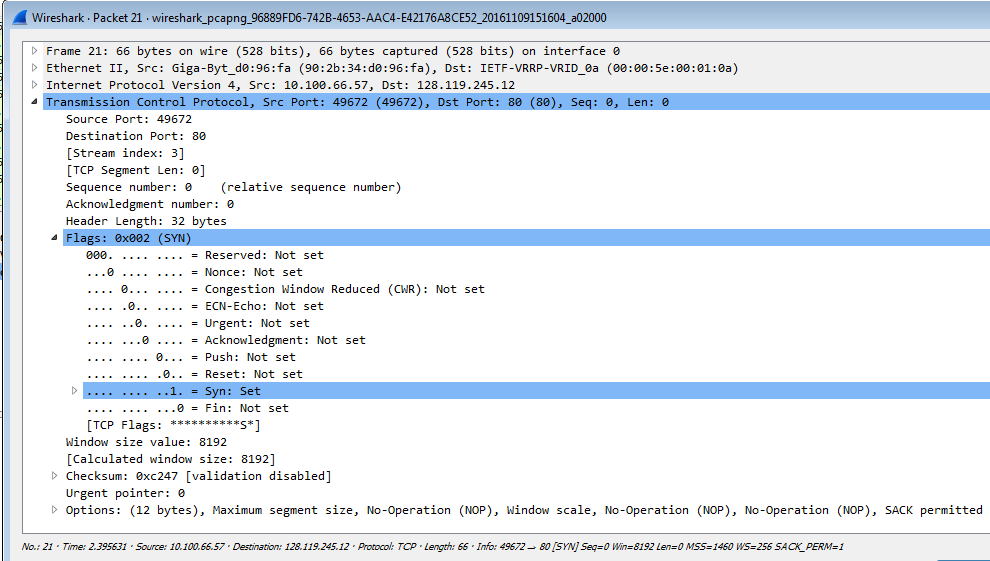 Wireshark · Packet 21 · wireshark_pcapng_96889FD6-742B-4653-AAC4-E42176A8CE52_20161109151604_a02000
Frame 21: 66 bytes on wire (528 bits), 66 bytes captured (528 bits) on interface 0
Ethernet II, Src: Giga-Byt_d0:96:fa (90:2b:34:d0:96:fa), Dst: IETF-VRRP-VRID_0a (00:00:5e:00:01:0a)
Internet Protocol Version 4, Src: 10.100.66.57, Dst: 128.119.245.12
Transmission Control Protocol, Src Port: 49672 (49672), Dst Port: 80 (80), Seq: 0, Len: 0
Source Port: 49672
Destination Port: 80
[Stream index: 3]
[TCP Segment Len: 0]
Sequence number: 0    (relative sequence number)
Acknowledgment number: 0
Header Length: 32 bytes
Flags: 0x002 (SYN)
000. .... .... = Reserved: Not set
...0 .... .... = Nonce: Not set
.... 0... .... = Congestion Window Reduced (CWR): Not set
.... .0.. .... = ECN-Echo: Not set
.... ..0. .... = Urgent: Not set
.... ...0 .... = Acknowledgment: Not set
.... .... 0... = Push: Not set
.... .... .0.. = Reset: Not set
.... .... ..1. = Syn: Set
.... .... ...0 = Fin: Not set
[TCP Flags: **********S*]
Window size value: 8192
[Calculated window size: 8192]
Checksum: 0xc247 [validation disabled]
Urgent pointer: 0
Options: (12 bytes), Maximum segment size, No-Operation (NOP), Window scale, No-Operation (NOP), No-Operation (NOP), SACK permitted
No.: 21 · Time: 2.395631 · Source: 10.100.66.57 · Destination: 128.119.245.12 · Protocol: TCP · Length: 66 · Info: 49672 → 80 [SYN] Seq=0 Win=8192 Len=0 MSS=1460 WS=256 SACK_PERM=1